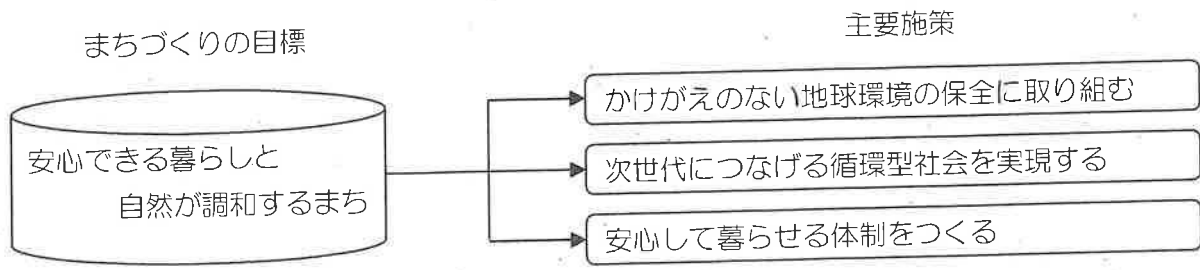 まちづくりの目標
主要施策
安心できる暮らしと
自然が調和するまち
かけがえのない地球環境の保全に取り組む
次世代につなげる循環型社会を実現する
安心して暮らせる体制をつくる